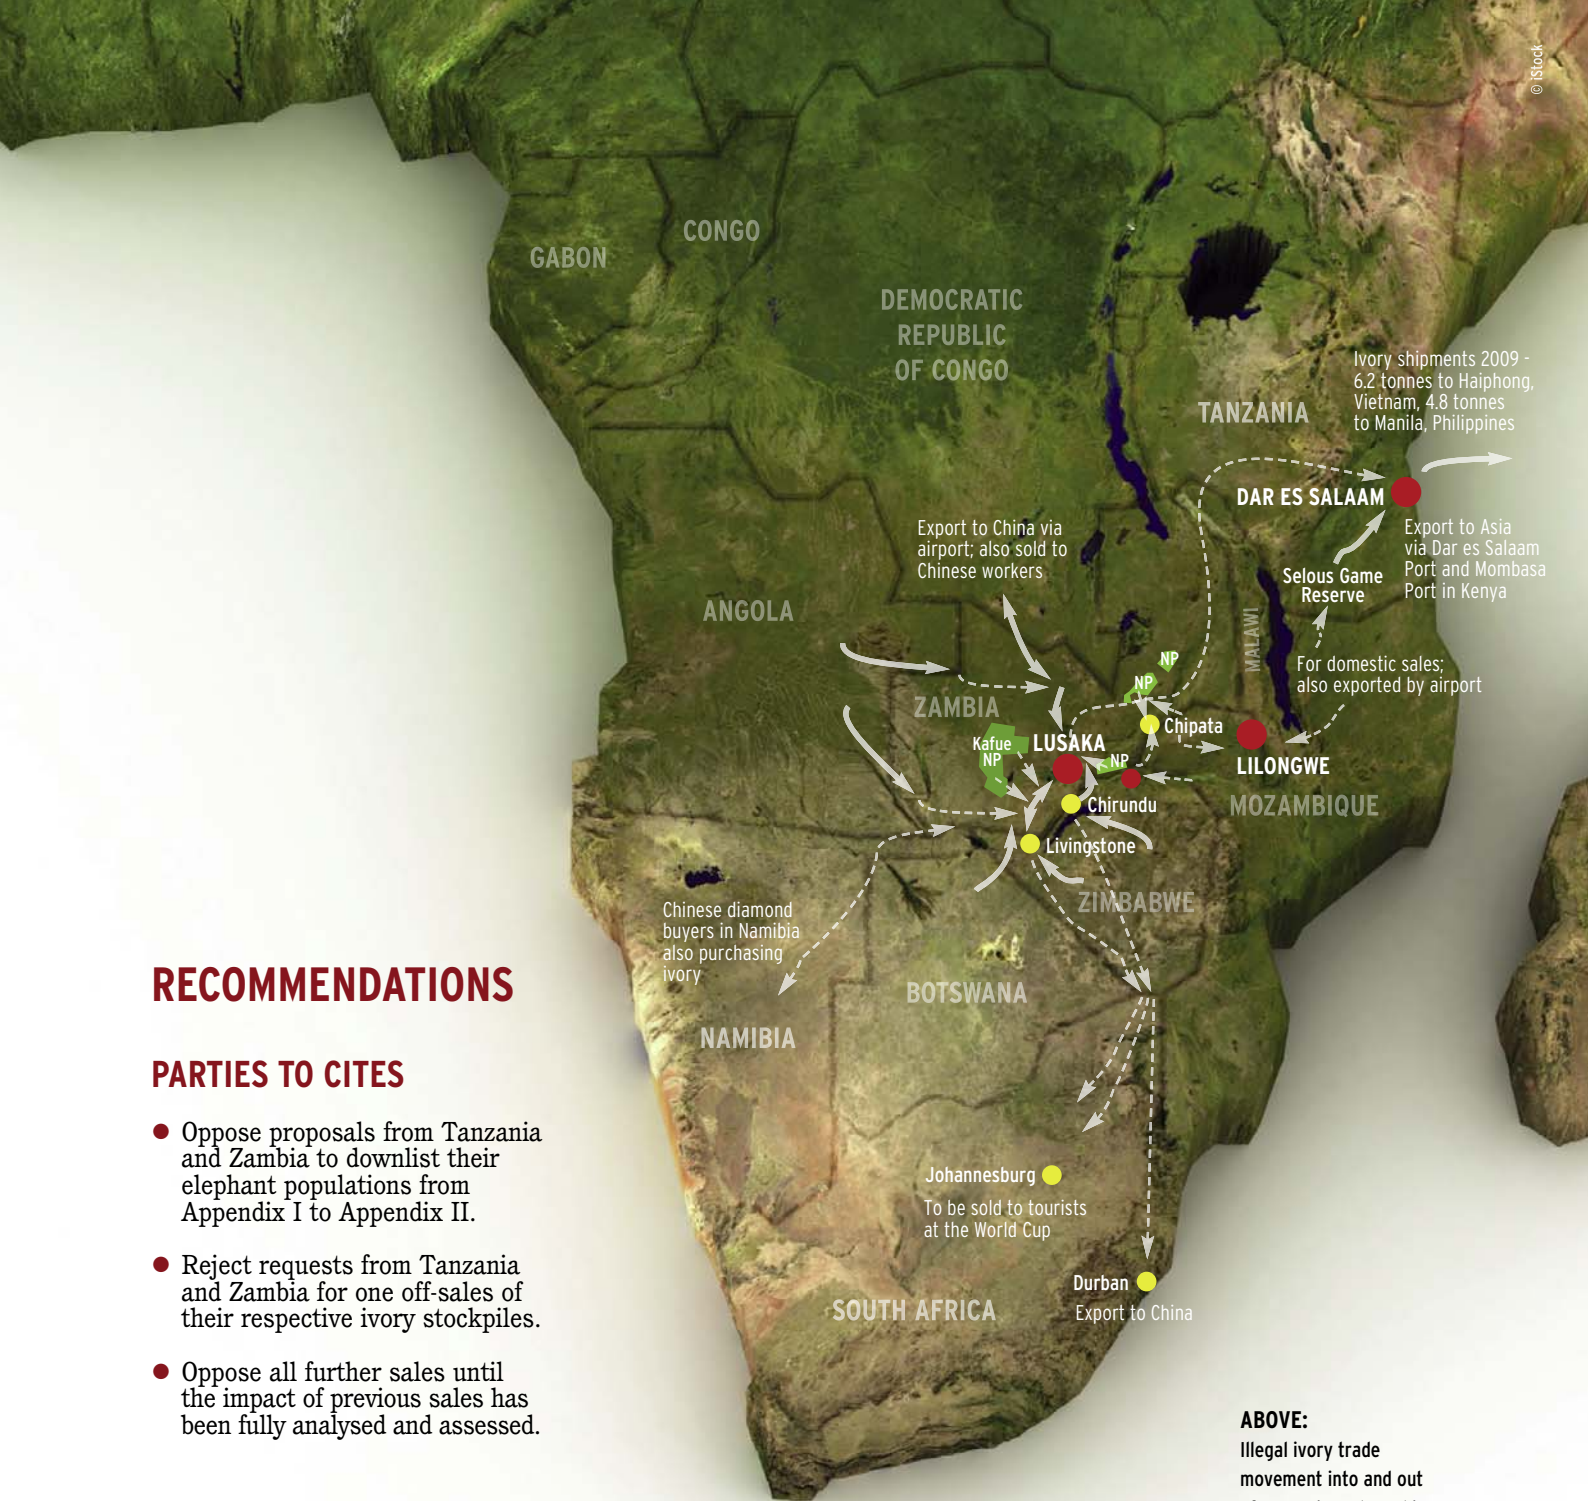 © iStock
GABON
CONGO
DEMOCRATIC
REPUBLIC
OF CONGO
Ivory shipments 2009 -
6.2 tonnes to Haiphong,
Vietnam, 4.8 tonnes
to Manila, Philippines
TANZANIA
DAR ES SALAAM
Export to China via
airport; also sold to
Chinese workers
Export to Asia
via Dar es Salaam
Port and Mombasa
Port in Kenya
Selous Game
Reserve
ANGOLA
MALAWI
For domestic sales;
also exported by airport
NP
NP
ZAMBIA
Chipata
Kafue
NP
LUSAKA
NP
LILONGWE
Chirundu
MOZAMBIQUE
Livingstone
ZIMBABWE
Chinese diamond
buyers in Namibia
also purchasing
ivory
BOTSWANA
NAMIBIA
Johannesburg
To be sold to tourists
at the World Cup
Durban
Export to China
SOUTH AFRICA
RECOMMENDATIONS
PARTIES TO CITES
● Oppose proposals from Tanzania
and Zambia to downlist their
elephant populations from
Appendix I to Appendix II.
● Reject requests from Tanzania
and Zambia for one off-sales of
their respective ivory stockpiles.
● Oppose all further sales until
the impact of previous sales has
been fully analysed and assessed.
ABOVE:
Illegal ivory trade
movement into and out